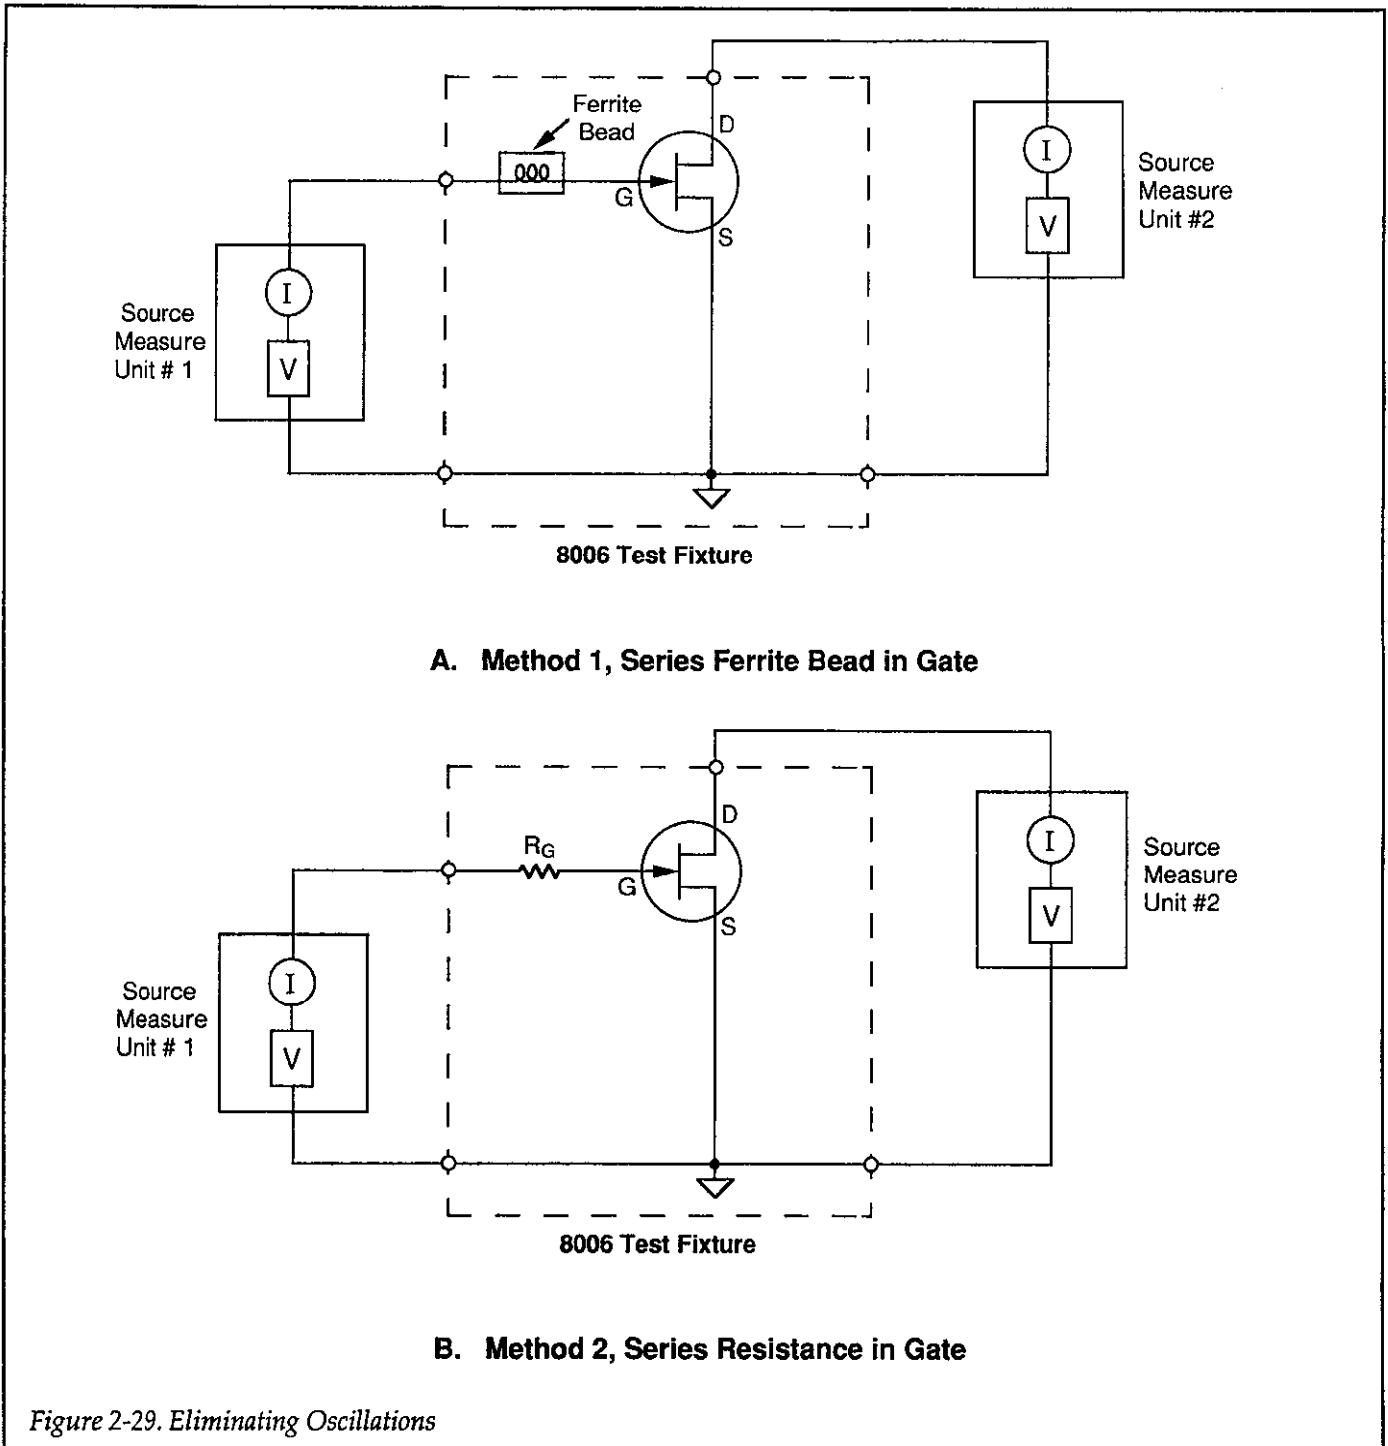 Ferrite
Bead
D
G
S
I
V
Source
Measure
Unit # 1
I
V
Source
Measure
Unit #2
8006 Test Fixture
A. Method 1, Series Ferrite Bead in Gate
RG
D
G
S
I
V
Source
Measure
Unit # 1
I
V
Source
Measure
Unit #2
8006 Test Fixture
B. Method 2, Series Resistance in Gate
Figure 2-29. Eliminating Oscillations